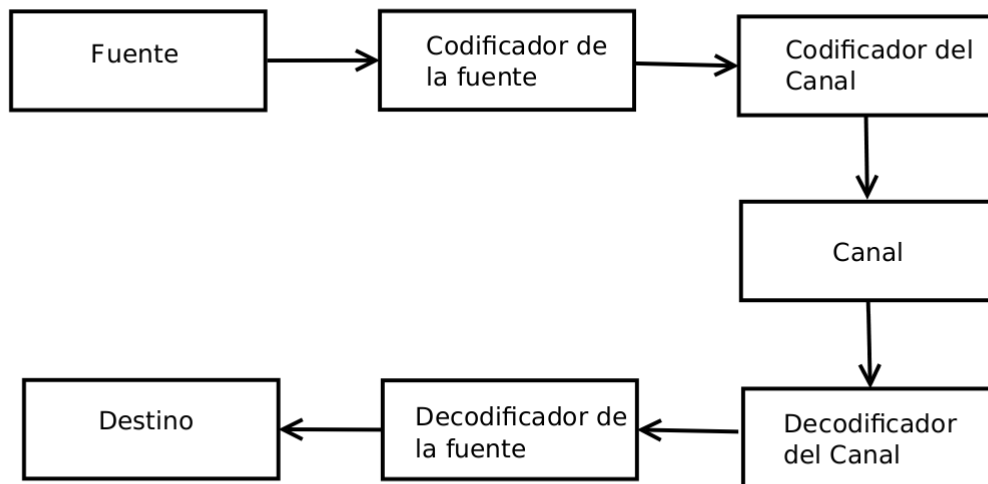 Fuente
Codificador de
la fuente
Codificador del
Canal
Canal
Decodificador
del Canal
Decodificador de
la fuente
Destino